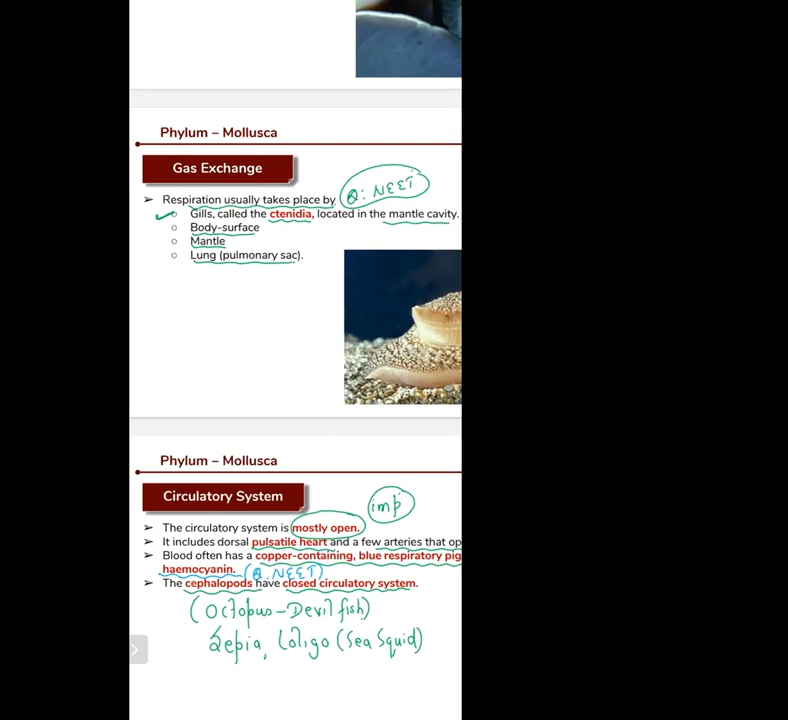 Phylum – Mollusca
Gas Exchange
➢ Respiration usually takes place by (Q: NEET)
○ Gills, called the ctenidia, located in the mantle cavity.
○ Body-surface
○ Mantle
○ Lung (pulmonary sac).
Phylum – Mollusca
Circulatory System
imp
➢ The circulatory system is mostly open.
➢ It includes dorsal pulsatile heart and a few arteries that op
➢ Blood often has a copper-containing, blue respiratory pig
haemocyanin. (Q. NEET)
➢ The cephalopods have closed circulatory system.
(Octopus – Devil fish)
Sepia, Loligo (Sea Squid)